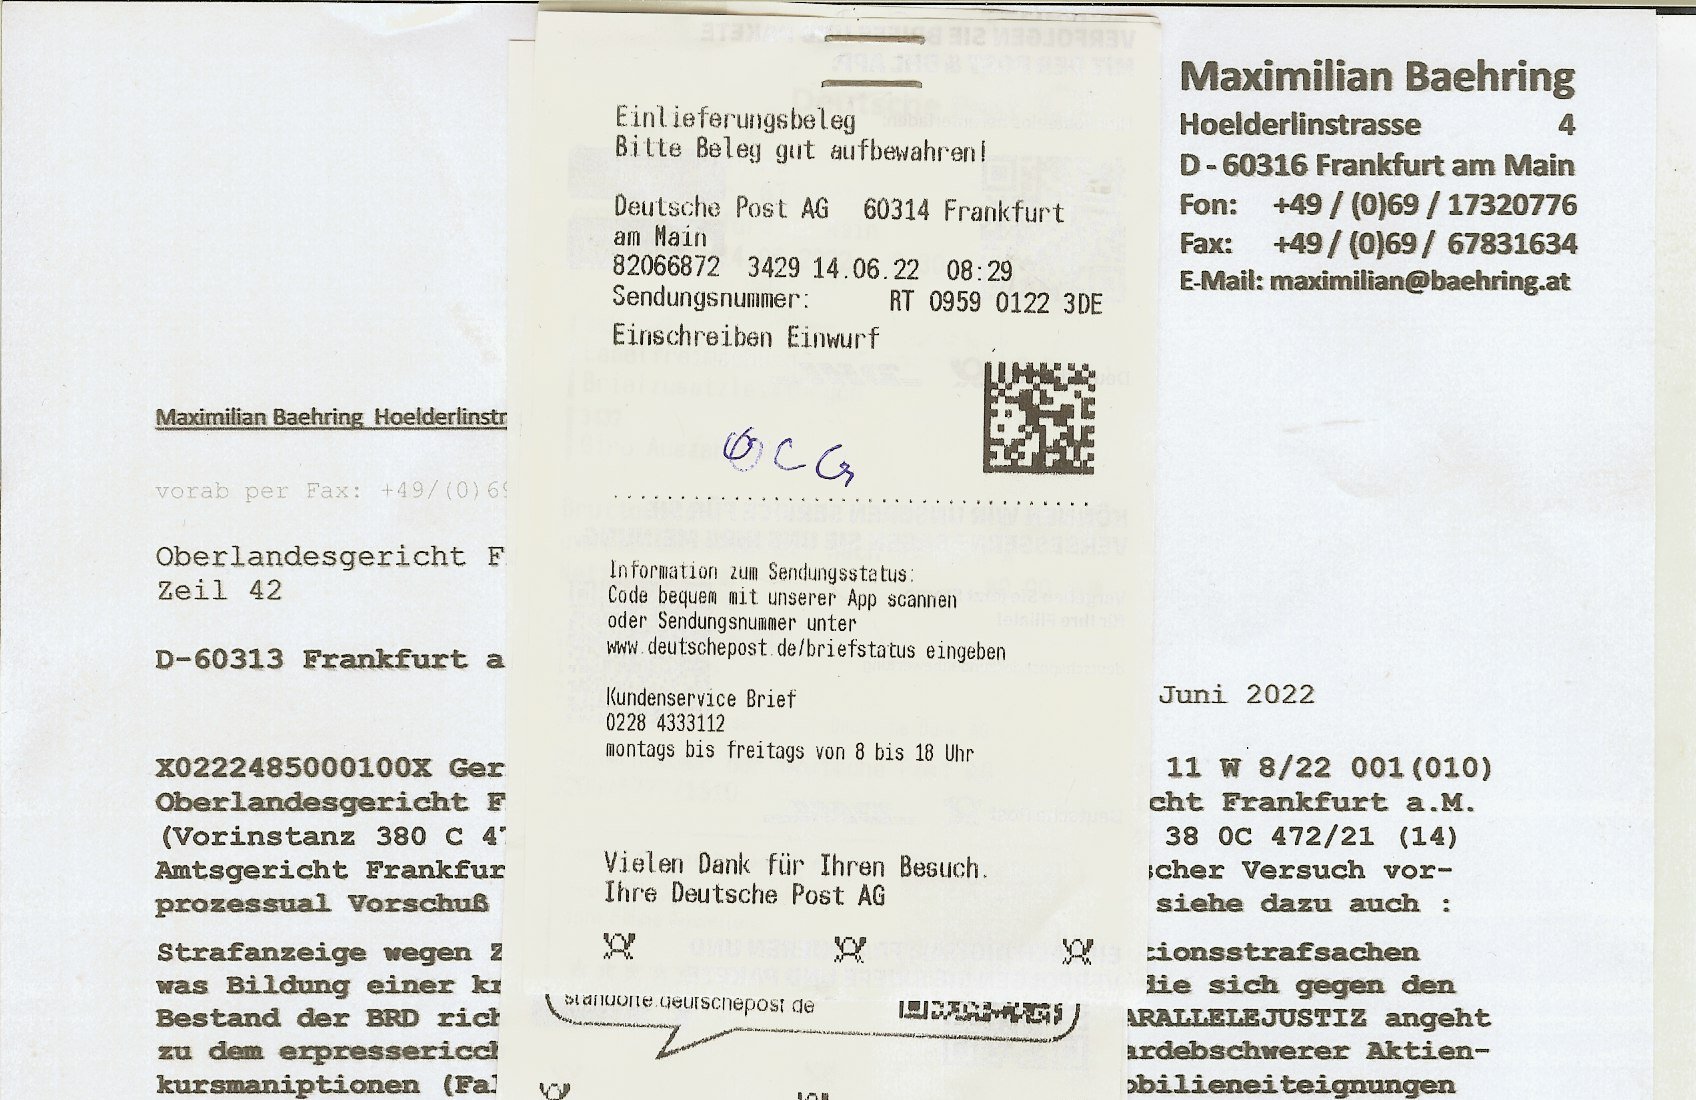 Maximilian Baehring
Hoelderlinstrasse 4
D - 60316 Frankfurt am Main
Fon: +49 / (0)69 / 17320776
Fax: +49 / (0)69 / 67831634
E-Mail: maximilian@baehring.at
Einlieferungsbeleg
Bitte Beleg gut aufbewahren!
Deutsche Post AG 60314 Frankfurt
am Main
82066872 3429 14.06.22 08:29
Sendungsnummer: RT 0959 0122 3DE
Einschreiben Einwurf
Information zum Sendungsstatus:
Code bequem mit unserer App scannen
oder Sendungsnummer unter
www.deutschepost.de/briefstatus eingeben
Kundenservice Brief
0228 4333112
montags bis freitags von 8 bis 18 Uhr
Vielen Dank für Ihren Besuch.
Ihre Deutsche Post AG
standorte.deutschepost.de
Maximilian Baehring Hoelderlinstr
vorab per Fax: +49/(0)69
Oberlandesgericht F
Zeil 42
D-60313 Frankfurt a
Juni 2022
X0222485000100X Ger 11 W 8/22 001(010)
Oberlandesgericht F cht Frankfurt a.M.
(Vorinstanz 380 C 47 38 0C 472/21 (14)
Amtsgericht Frankfur scher Versuch vor-
prozessual Vorschuß siehe dazu auch :
Strafanzeige wegen Z tionsstrafsachen
was Bildung einer kr die sich gegen den
Bestand der BRD rich ARALLELEJUSTIZ angeht
zu dem erpressericch ardebschwerer Aktien-
kursmaniptionen (Fal obilieneiteignungen